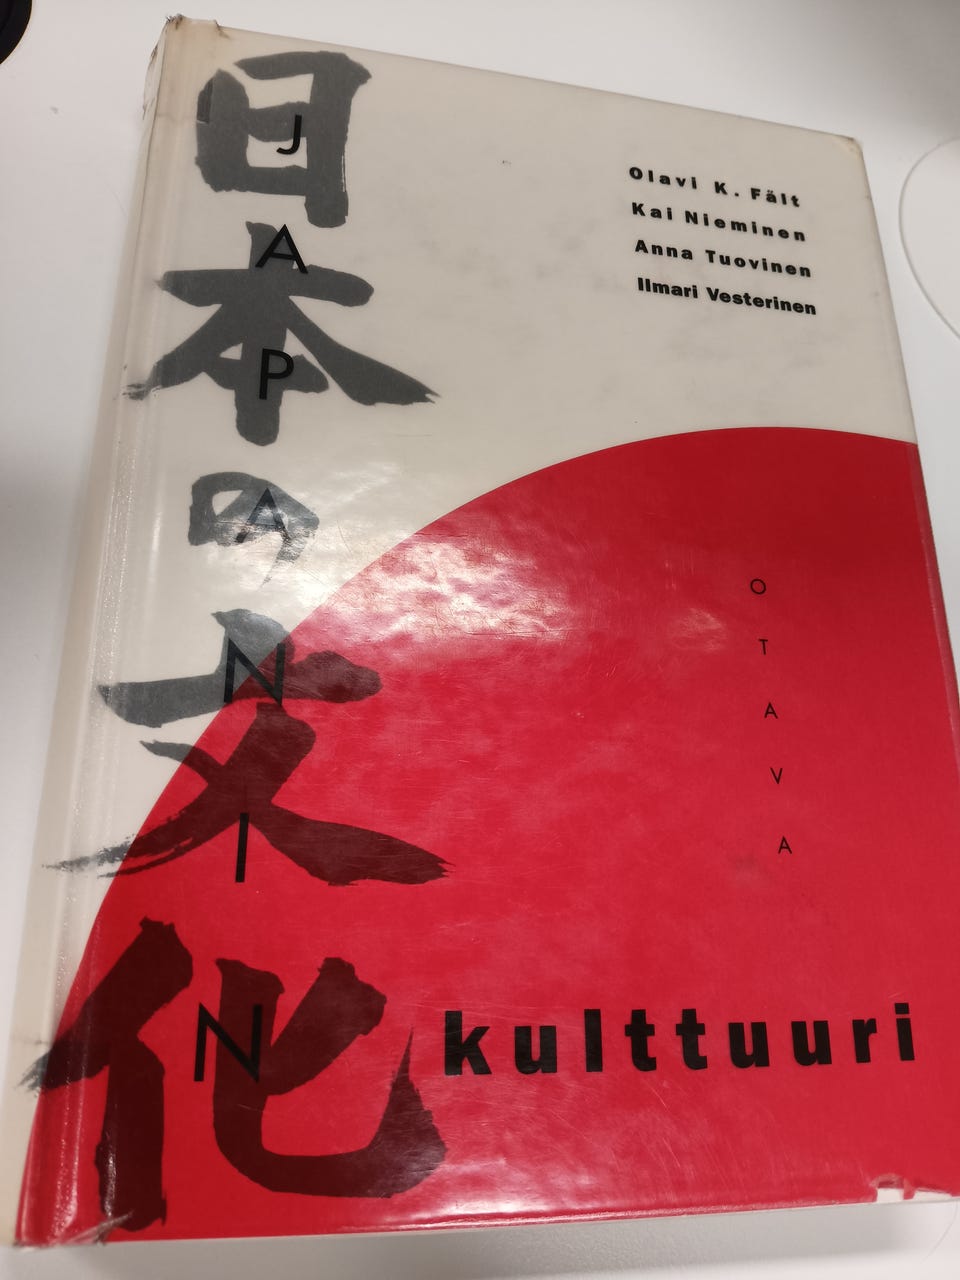 日本の文化
JAPANIN
kulttuuri
Olavi K. Fält
Kai Nieminen
Anna Tuovinen
Ilmari Vesterinen
OTAVA